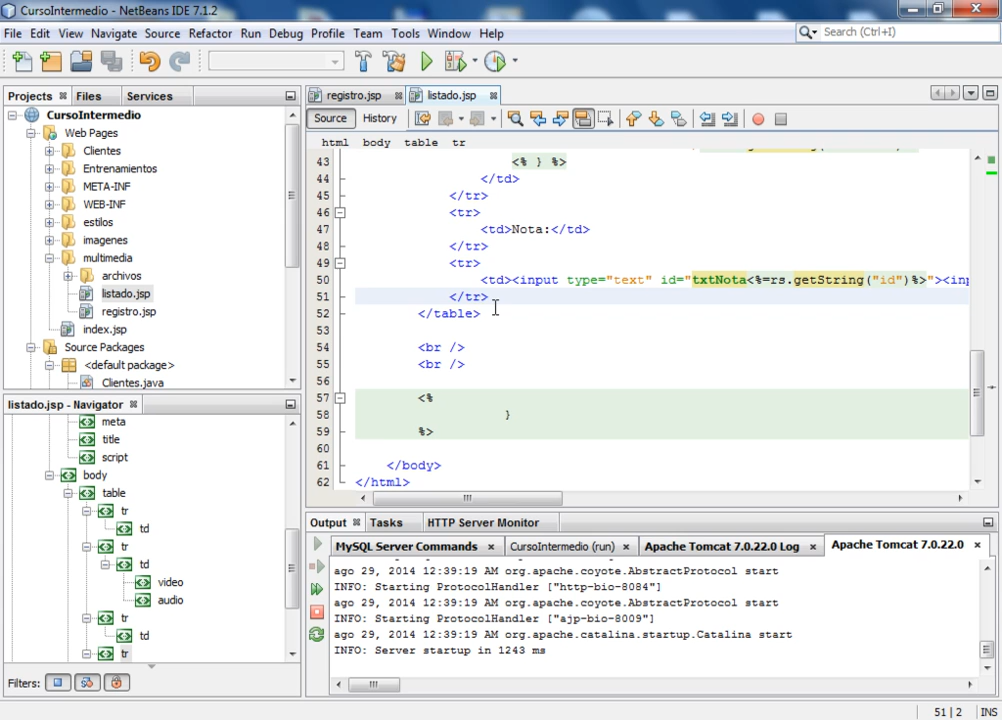 CursoIntermedio - NetBeans IDE 7.1.2
File Edit View Navigate Source Refactor Run Debug Profile Team Tools Window Help
Search (Ctrl+I)
Projects Files Services
CursoIntermedio
Web Pages
Clientes
Entrenamientos
META-INF
WEB-INF
estilos
imagenes
multimedia
archivos
listado.jsp
registro.jsp
index.jsp
Source Packages
<default package>
Clientes.java
listado.jsp - Navigator
meta
title
script
body
table
tr
td
tr
td
video
audio
tr
td
tr
Filters:
registro.jsp listado.jsp
Source History
html body table tr
43 <% } %>
44 </td>
45 </tr>
46 <tr>
47 <td>Nota:</td>
48 </tr>
49 <tr>
50 <td><input type="text" id="txtNota<%=rs.getString("id")%>"><inp
51 </tr>
52 </table>
53
54 <br />
55 <br />
56
57 <%
58 }
59 %>
60
61 </body>
62 </html>
Output Tasks HTTP Server Monitor
MySQL Server Commands CursoIntermedio (run) Apache Tomcat 7.0.22.0 Log Apache Tomcat 7.0.22.0
ago 29, 2014 12:39:19 AM org.apache.coyote.AbstractProtocol start
INFO: Starting ProtocolHandler ["http-bio-8084"]
ago 29, 2014 12:39:19 AM org.apache.coyote.AbstractProtocol start
INFO: Starting ProtocolHandler ["ajp-bio-8009"]
ago 29, 2014 12:39:19 AM org.apache.catalina.startup.Catalina start
INFO: Server startup in 1243 ms
51 | 2 INS